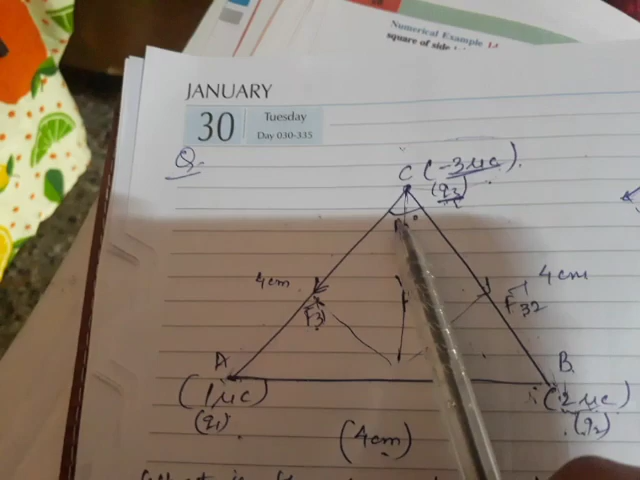 Numerical Example 1.
square of side
JANUARY
30 Tuesday
Day 030-335
Q.
C (-3μc).
(q3)
4cm
4cm
F31
F32
A
B
(1μc)
(2μc)
(q1)
(q2)
(4cm)